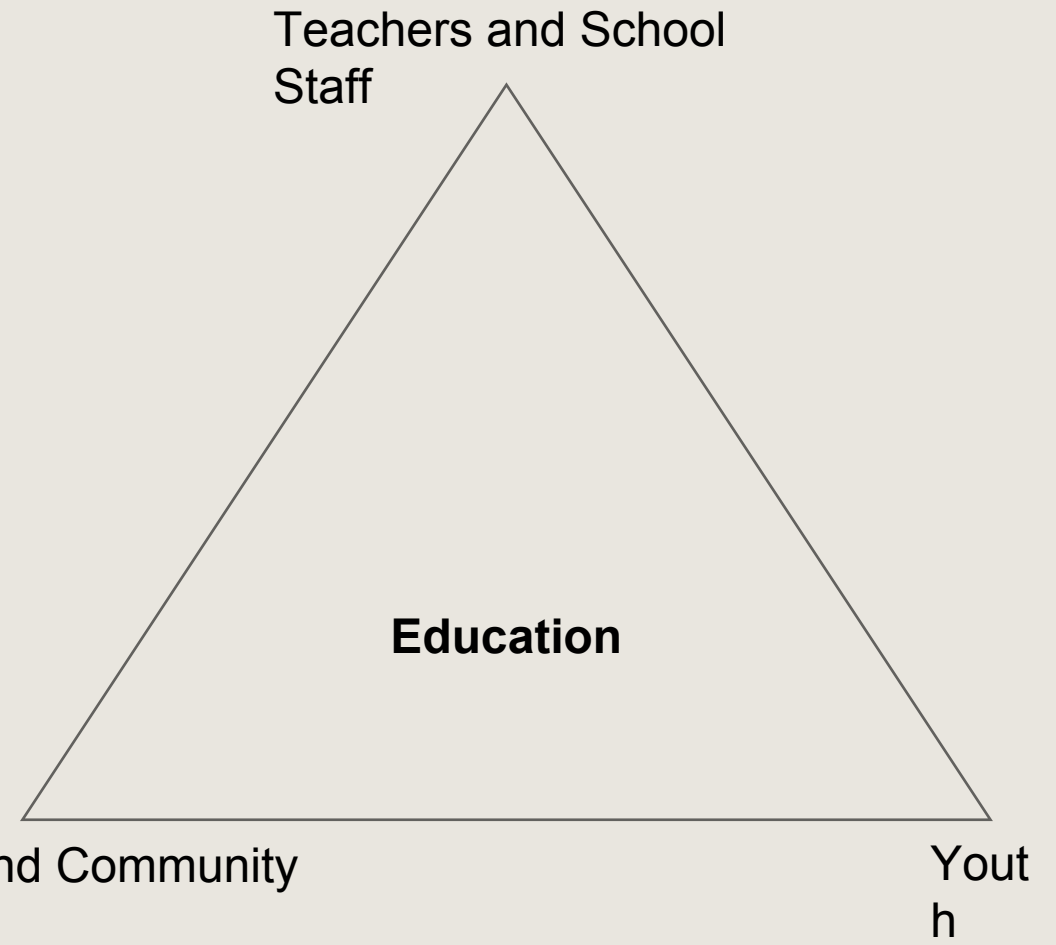 Teachers and School
Staff
Education
nd Community
Yout
h